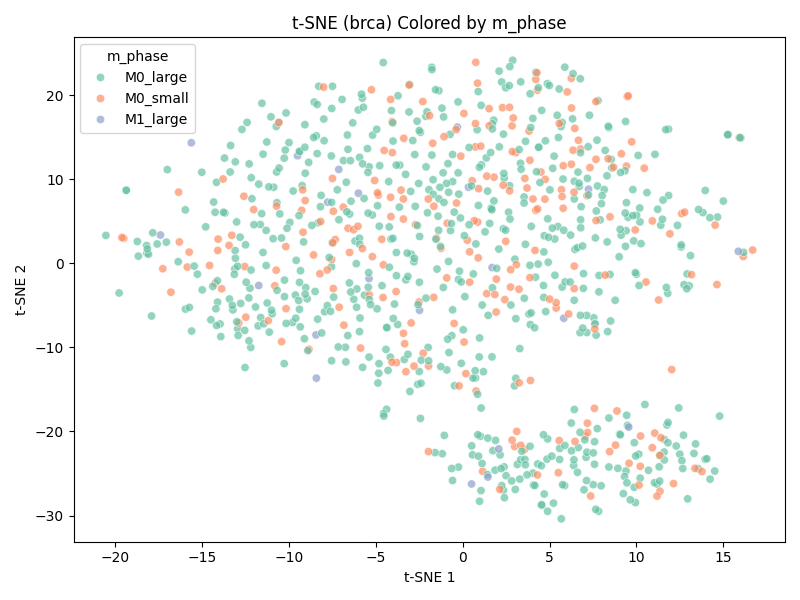 t-SNE (brca) Colored by m_phase
m_phase
M0_large
M0_small
M1_large
20
10
0
−10
−20
−30
t-SNE 2
−20
−15
−10
−5
0
5
10
15
t-SNE 1